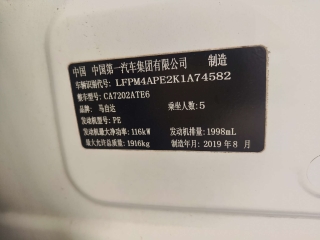 中国 中国第一汽车集团有限公司 制造
车辆识别代号: LFPM4APE2K1A74582
整车型号: CA7202ATE6
品牌: 马自达 乘坐人数: 5
发动机型号: PE
发动机最大净功率: 116kW 发动机排量: 1998mL
最大允许总质量: 1916kg 制造年月: 2019 年 8 月